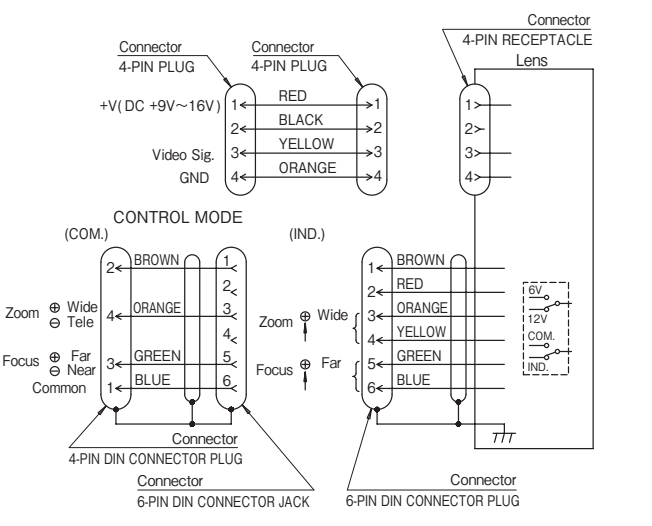 Connector
4-PIN RECEPTACLE
Lens
Connector
4-PIN PLUG
Connector
4-PIN PLUG
+V(DC +9V~16V)
1
RED
1
1
2
BLACK
2
2
Video Sig.
3
YELLOW
3
3
GND
4
ORANGE
4
4
CONTROL MODE
(COM.)
(IND.)
2
BROWN
1
2
Zoom
⊕ Wide
⊖ Tele
4
ORANGE
3
4
Focus
⊕ Far
⊖ Near
3
GREEN
5
Common
1
BLUE
6
1
BROWN
2
RED
Zoom ⊕ Wide
3
ORANGE
4
YELLOW
Focus ⊕ Far
5
GREEN
6
BLUE
6V
12V
COM.
IND.
Connector
4-PIN DIN CONNECTOR PLUG
Connector
6-PIN DIN CONNECTOR JACK
Connector
6-PIN DIN CONNECTOR PLUG